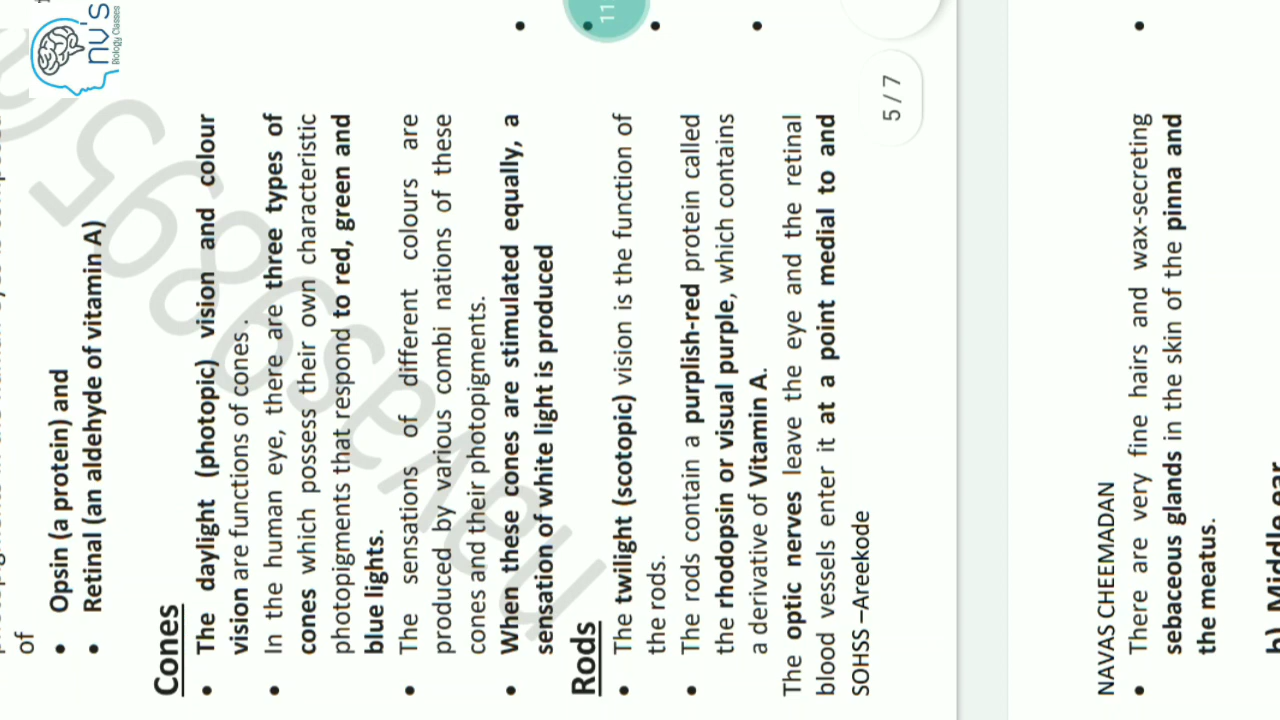 nv's
Biology Classes
of
• Opsin (a protein) and
• Retinal (an aldehyde of vitamin A)
Cones
• The daylight (photopic) vision and colour
vision are functions of cones .
• In the human eye, there are three types of
cones which possess their own characteristic
photopigments that respond to red, green and
blue lights.
• The sensations of different colours are
produced by various combi nations of these
cones and their photopigments.
• When these cones are stimulated equally, a
sensation of white light is produced
Rods
• The twilight (scotopic) vision is the function of
the rods.
• The rods contain a purplish-red protein called
the rhodopsin or visual purple, which contains
a derivative of Vitamin A.
The optic nerves leave the eye and the retinal
blood vessels enter it at a point medial to and
SOHSS –Areekode
11
5 / 7
navas9895@
NAVAS CHEEMADAN
• There are very fine hairs and wax-secreting
sebaceous glands in the skin of the pinna and
the meatus.
b) Middle ear